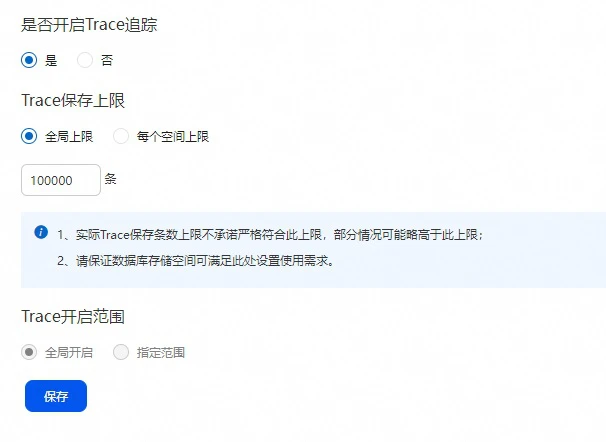 是否开启Trace追踪
是 否
Trace保存上限
全局上限 每个空间上限
100000 条
1、实际Trace保存条数上限不承诺严格符合此上限，部分情况可能略高于此上限；
2、请保证数据库存储空间可满足此处设置使用需求。
Trace开启范围
全局开启 指定范围
保存